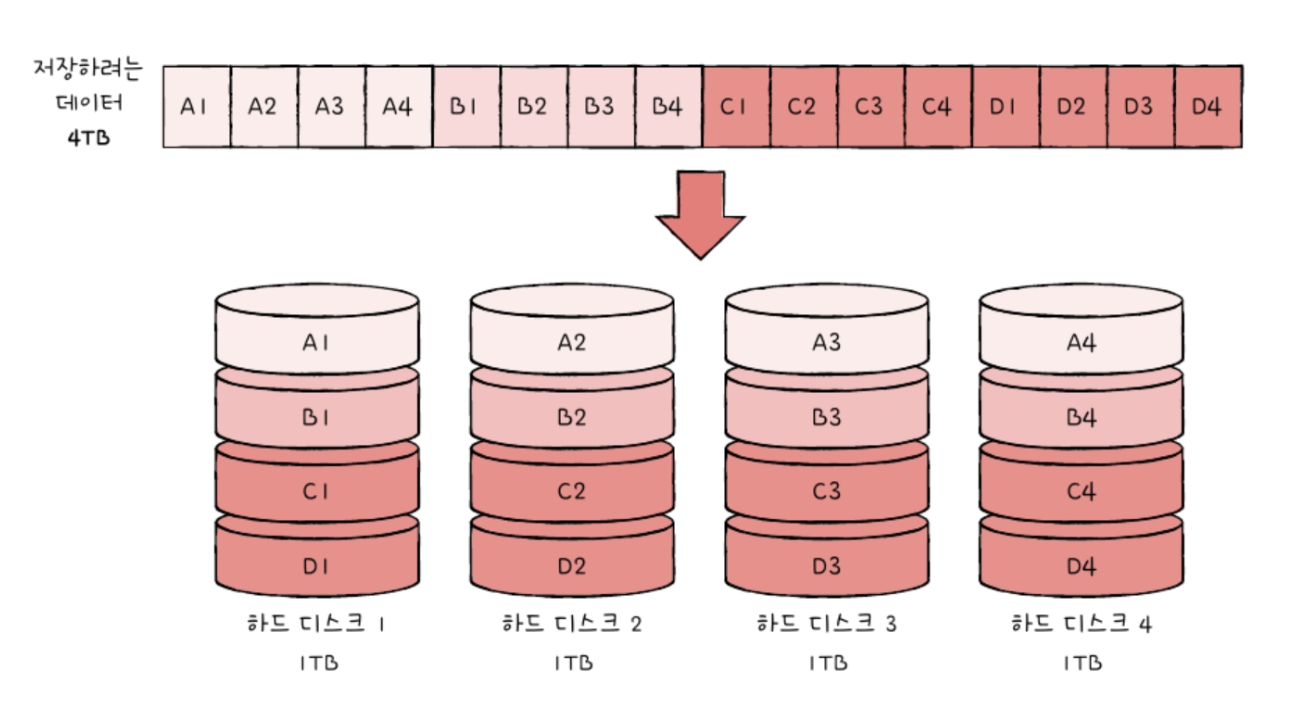 저장하려는
데이터
4TB
A1 A2 A3 A4 B1 B2 B3 B4 C1 C2 C3 C4 D1 D2 D3 D4
A1 A2 A3 A4
B1 B2 B3 B4
C1 C2 C3 C4
D1 D2 D3 D4
하드 디스크 1 하드 디스크 2 하드 디스크 3 하드 디스크 4
1TB 1TB 1TB 1TB